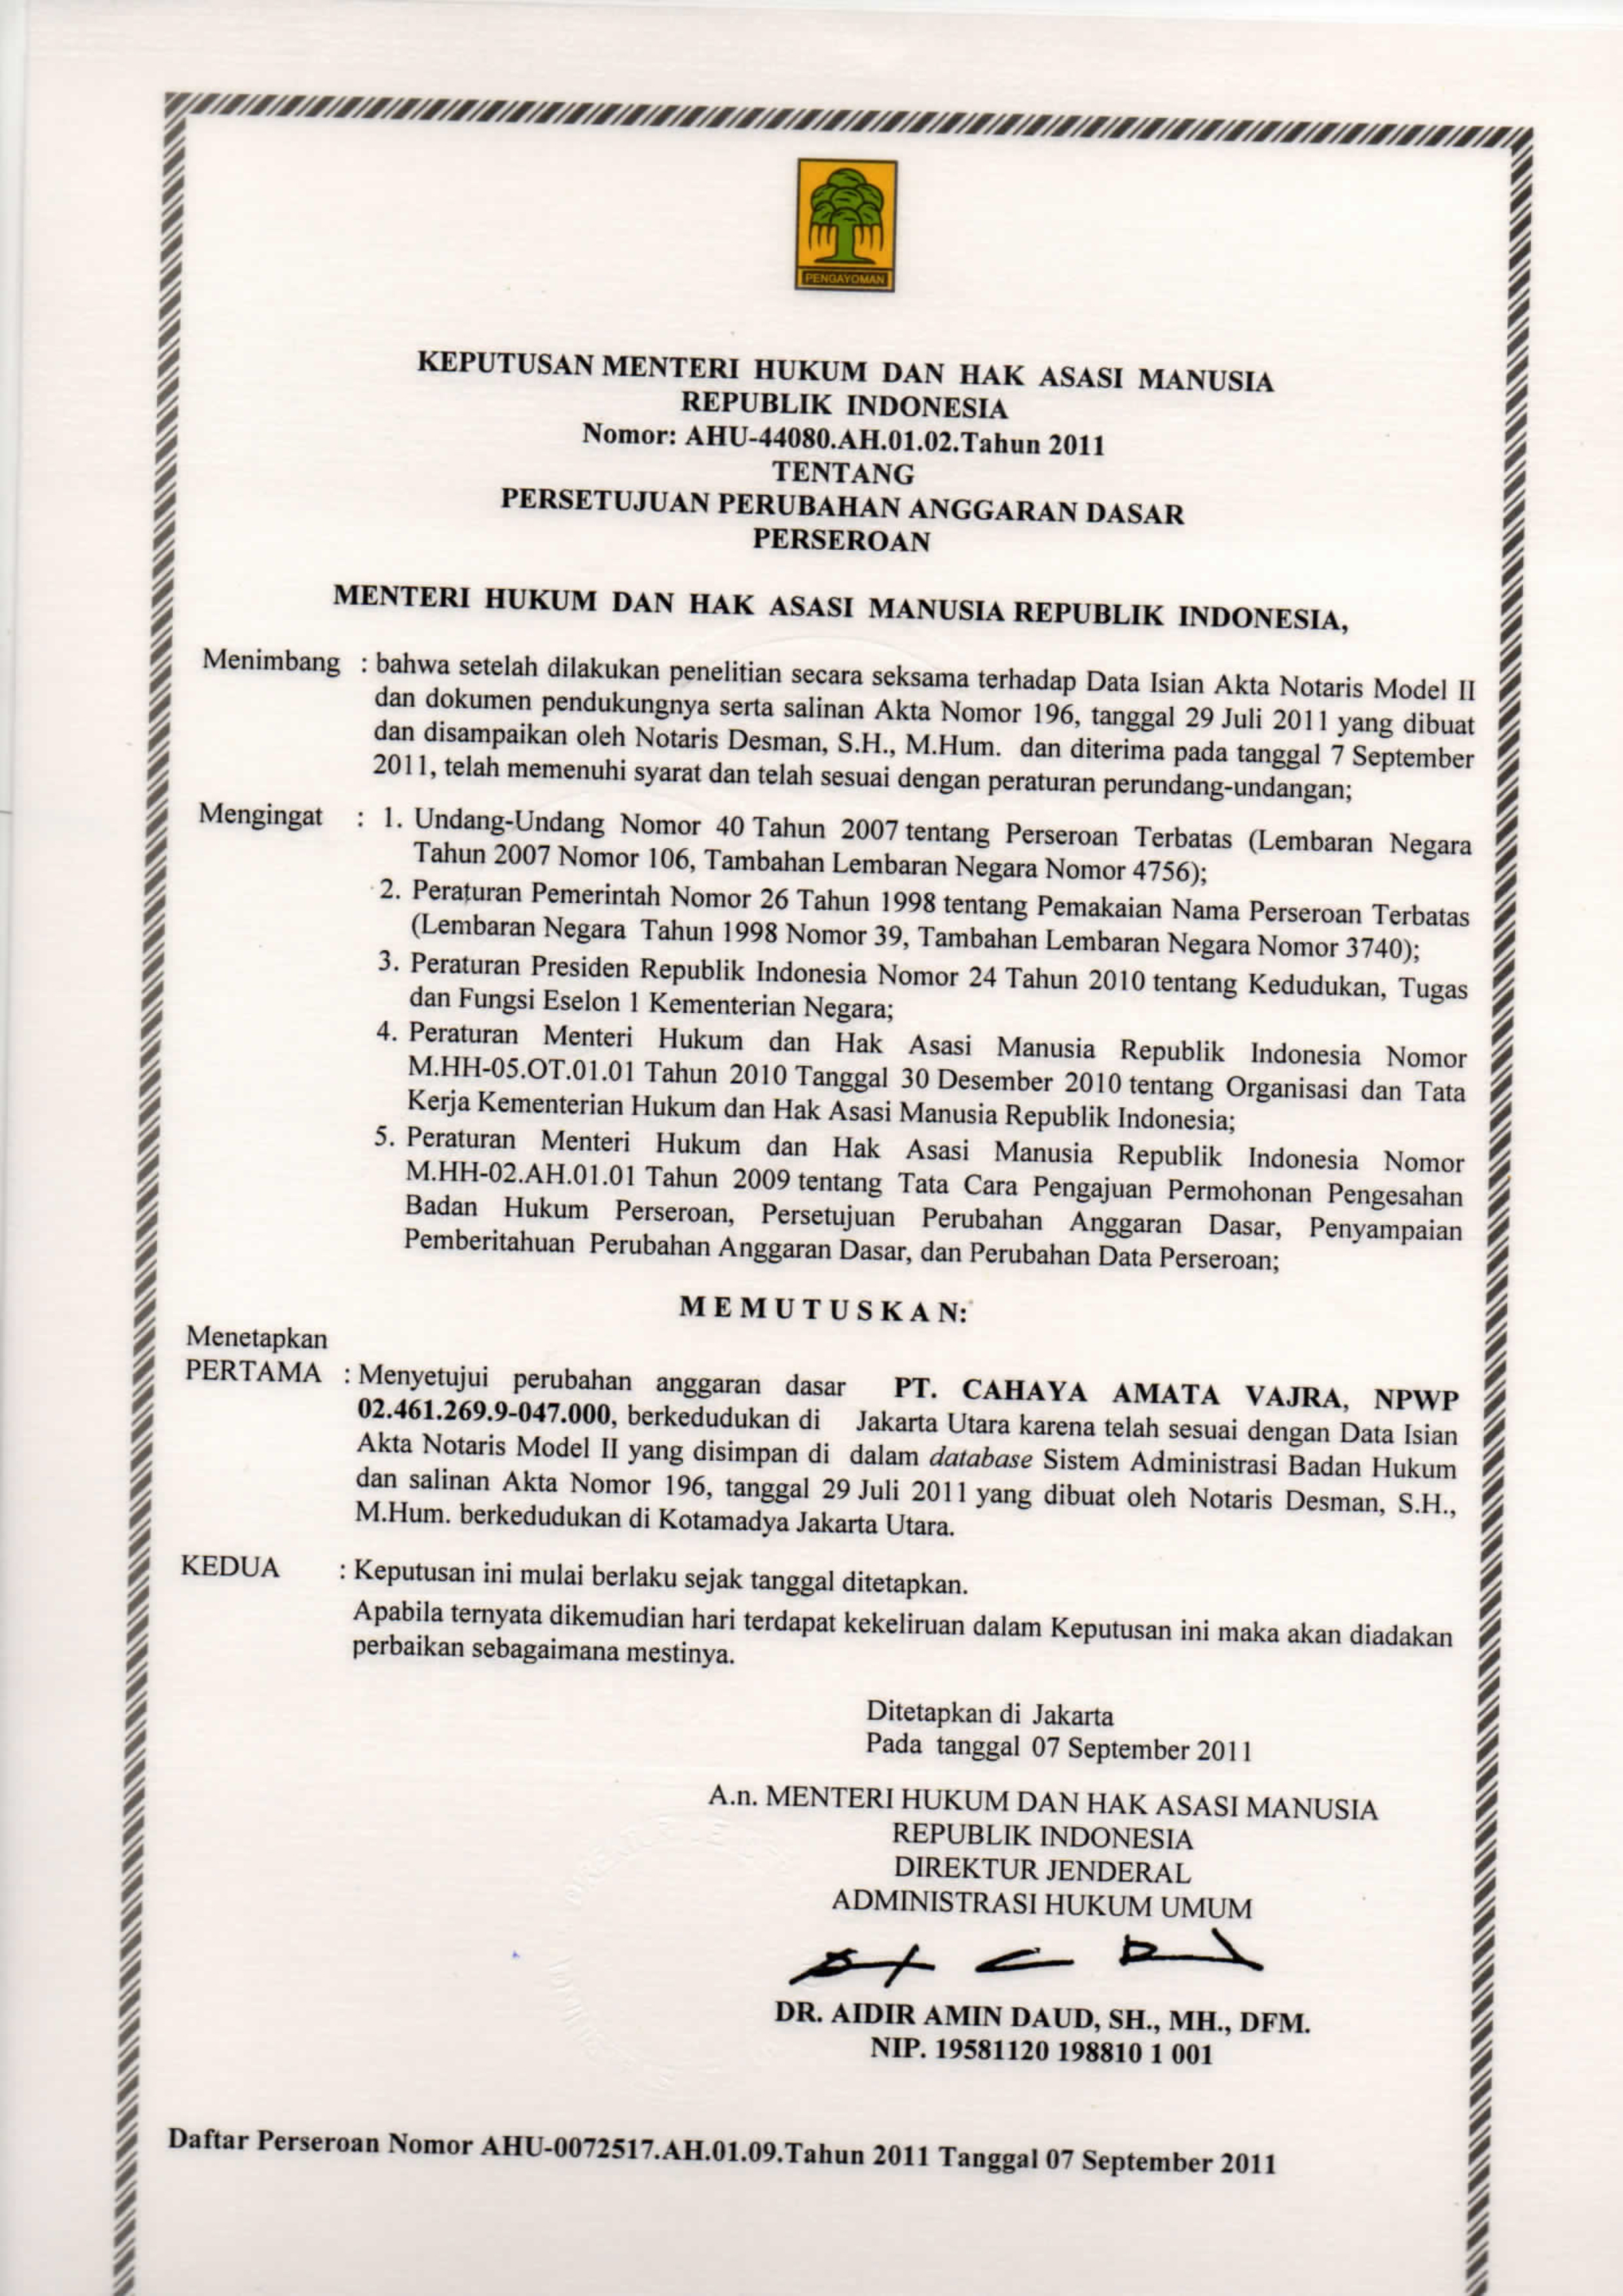 PENGAYOMAN
KEPUTUSAN MENTERI HUKUM DAN HAK ASASI MANUSIA
REPUBLIK INDONESIA
Nomor: AHU-44080.AH.01.02.Tahun 2011
TENTANG
PERSETUJUAN PERUBAHAN ANGGARAN DASAR
PERSEROAN
MENTERI HUKUM DAN HAK ASASI MANUSIA REPUBLIK INDONESIA,
Menimbang : bahwa setelah dilakukan penelitian secara seksama terhadap Data Isian Akta Notaris Model II
dan dokumen pendukungnya serta salinan Akta Nomor 196, tanggal 29 Juli 2011 yang dibuat
dan disampaikan oleh Notaris Desman, S.H., M.Hum. dan diterima pada tanggal 7 September
2011, telah memenuhi syarat dan telah sesuai dengan peraturan perundang-undangan;
Mengingat : 1. Undang-Undang Nomor 40 Tahun 2007 tentang Perseroan Terbatas (Lembaran Negara
Tahun 2007 Nomor 106, Tambahan Lembaran Negara Nomor 4756);
2. Peraturan Pemerintah Nomor 26 Tahun 1998 tentang Pemakaian Nama Perseroan Terbatas
(Lembaran Negara Tahun 1998 Nomor 39, Tambahan Lembaran Negara Nomor 3740);
3. Peraturan Presiden Republik Indonesia Nomor 24 Tahun 2010 tentang Kedudukan, Tugas
dan Fungsi Eselon 1 Kementerian Negara;
4. Peraturan Menteri Hukum dan Hak Asasi Manusia Republik Indonesia Nomor
M.HH-05.OT.01.01 Tahun 2010 Tanggal 30 Desember 2010 tentang Organisasi dan Tata
Kerja Kementerian Hukum dan Hak Asasi Manusia Republik Indonesia;
5. Peraturan Menteri Hukum dan Hak Asasi Manusia Republik Indonesia Nomor
M.HH-02.AH.01.01 Tahun 2009 tentang Tata Cara Pengajuan Permohonan Pengesahan
Badan Hukum Perseroan, Persetujuan Perubahan Anggaran Dasar, Penyampaian
Pemberitahuan Perubahan Anggaran Dasar, dan Perubahan Data Perseroan;
M E M U T U S K A N:
Menetapkan
PERTAMA : Menyetujui perubahan anggaran dasar PT. CAHAYA AMATA VAJRA, NPWP
02.461.269.9-047.000, berkedudukan di Jakarta Utara karena telah sesuai dengan Data Isian
Akta Notaris Model II yang disimpan di dalam database Sistem Administrasi Badan Hukum
dan salinan Akta Nomor 196, tanggal 29 Juli 2011 yang dibuat oleh Notaris Desman, S.H.,
M.Hum. berkedudukan di Kotamadya Jakarta Utara.
KEDUA : Keputusan ini mulai berlaku sejak tanggal ditetapkan.
Apabila ternyata dikemudian hari terdapat kekeliruan dalam Keputusan ini maka akan diadakan
perbaikan sebagaimana mestinya.
Ditetapkan di Jakarta
Pada tanggal 07 September 2011
A.n. MENTERI HUKUM DAN HAK ASASI MANUSIA
REPUBLIK INDONESIA
DIREKTUR JENDERAL
ADMINISTRASI HUKUM UMUM
DR. AIDIR AMIN DAUD, SH., MH., DFM.
NIP. 19581120 198810 1 001
Daftar Perseroan Nomor AHU-0072517.AH.01.09.Tahun 2011 Tanggal 07 September 2011